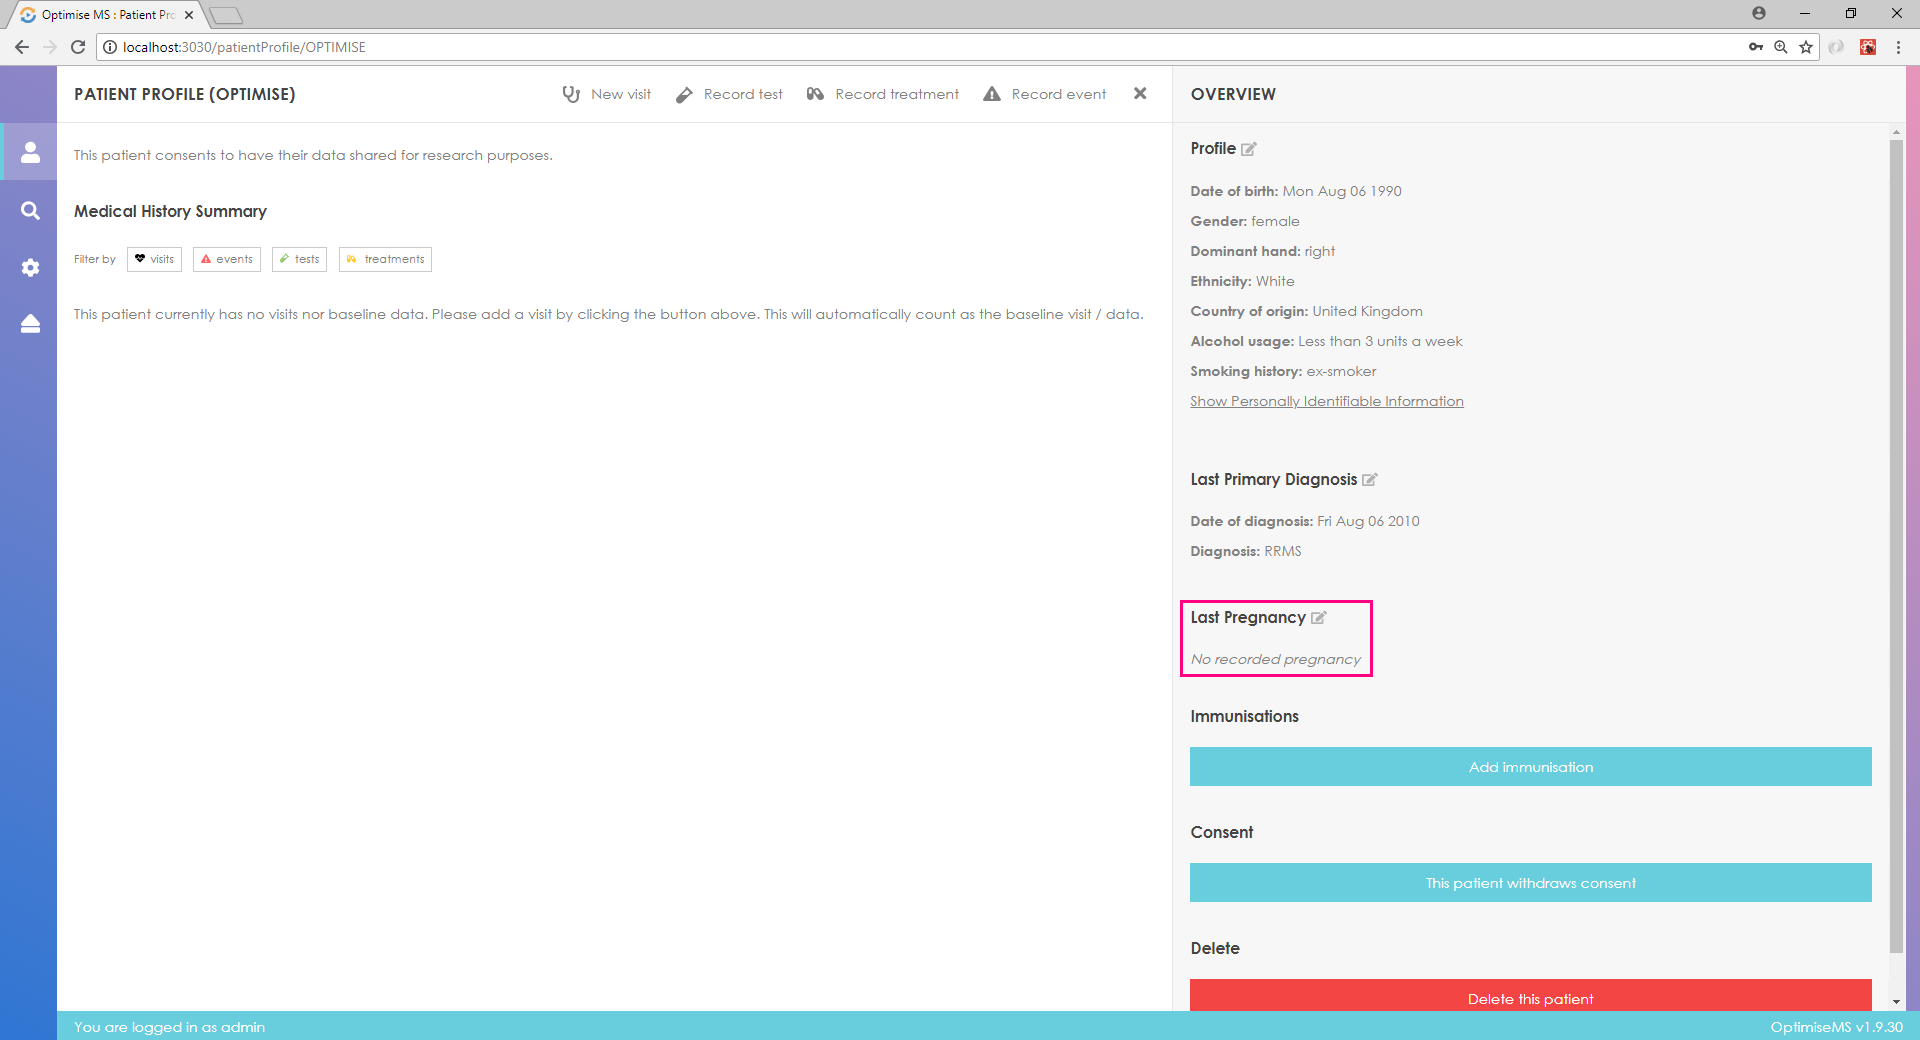 Optimise MS : Patient Pro
localhost:3030/patientProfile/OPTIMISE
PATIENT PROFILE (OPTIMISE)
New visit
Record test
Record treatment
Record event
This patient consents to have their data shared for research purposes.
Medical History Summary
Filter by visits events tests treatments
This patient currently has no visits nor baseline data. Please add a visit by clicking the button above. This will automatically count as the baseline visit / data.
OVERVIEW
Profile
Date of birth: Mon Aug 06 1990
Gender: female
Dominant hand: right
Ethnicity: White
Country of origin: United Kingdom
Alcohol usage: Less than 3 units a week
Smoking history: ex-smoker
Show Personally Identifiable Information
Last Primary Diagnosis
Date of diagnosis: Fri Aug 06 2010
Diagnosis: RRMS
Last Pregnancy
No recorded pregnancy
Immunisations
Add immunisation
Consent
This patient withdraws consent
Delete
Delete this patient
You are logged in as admin
OptimiseMS v1.9.30